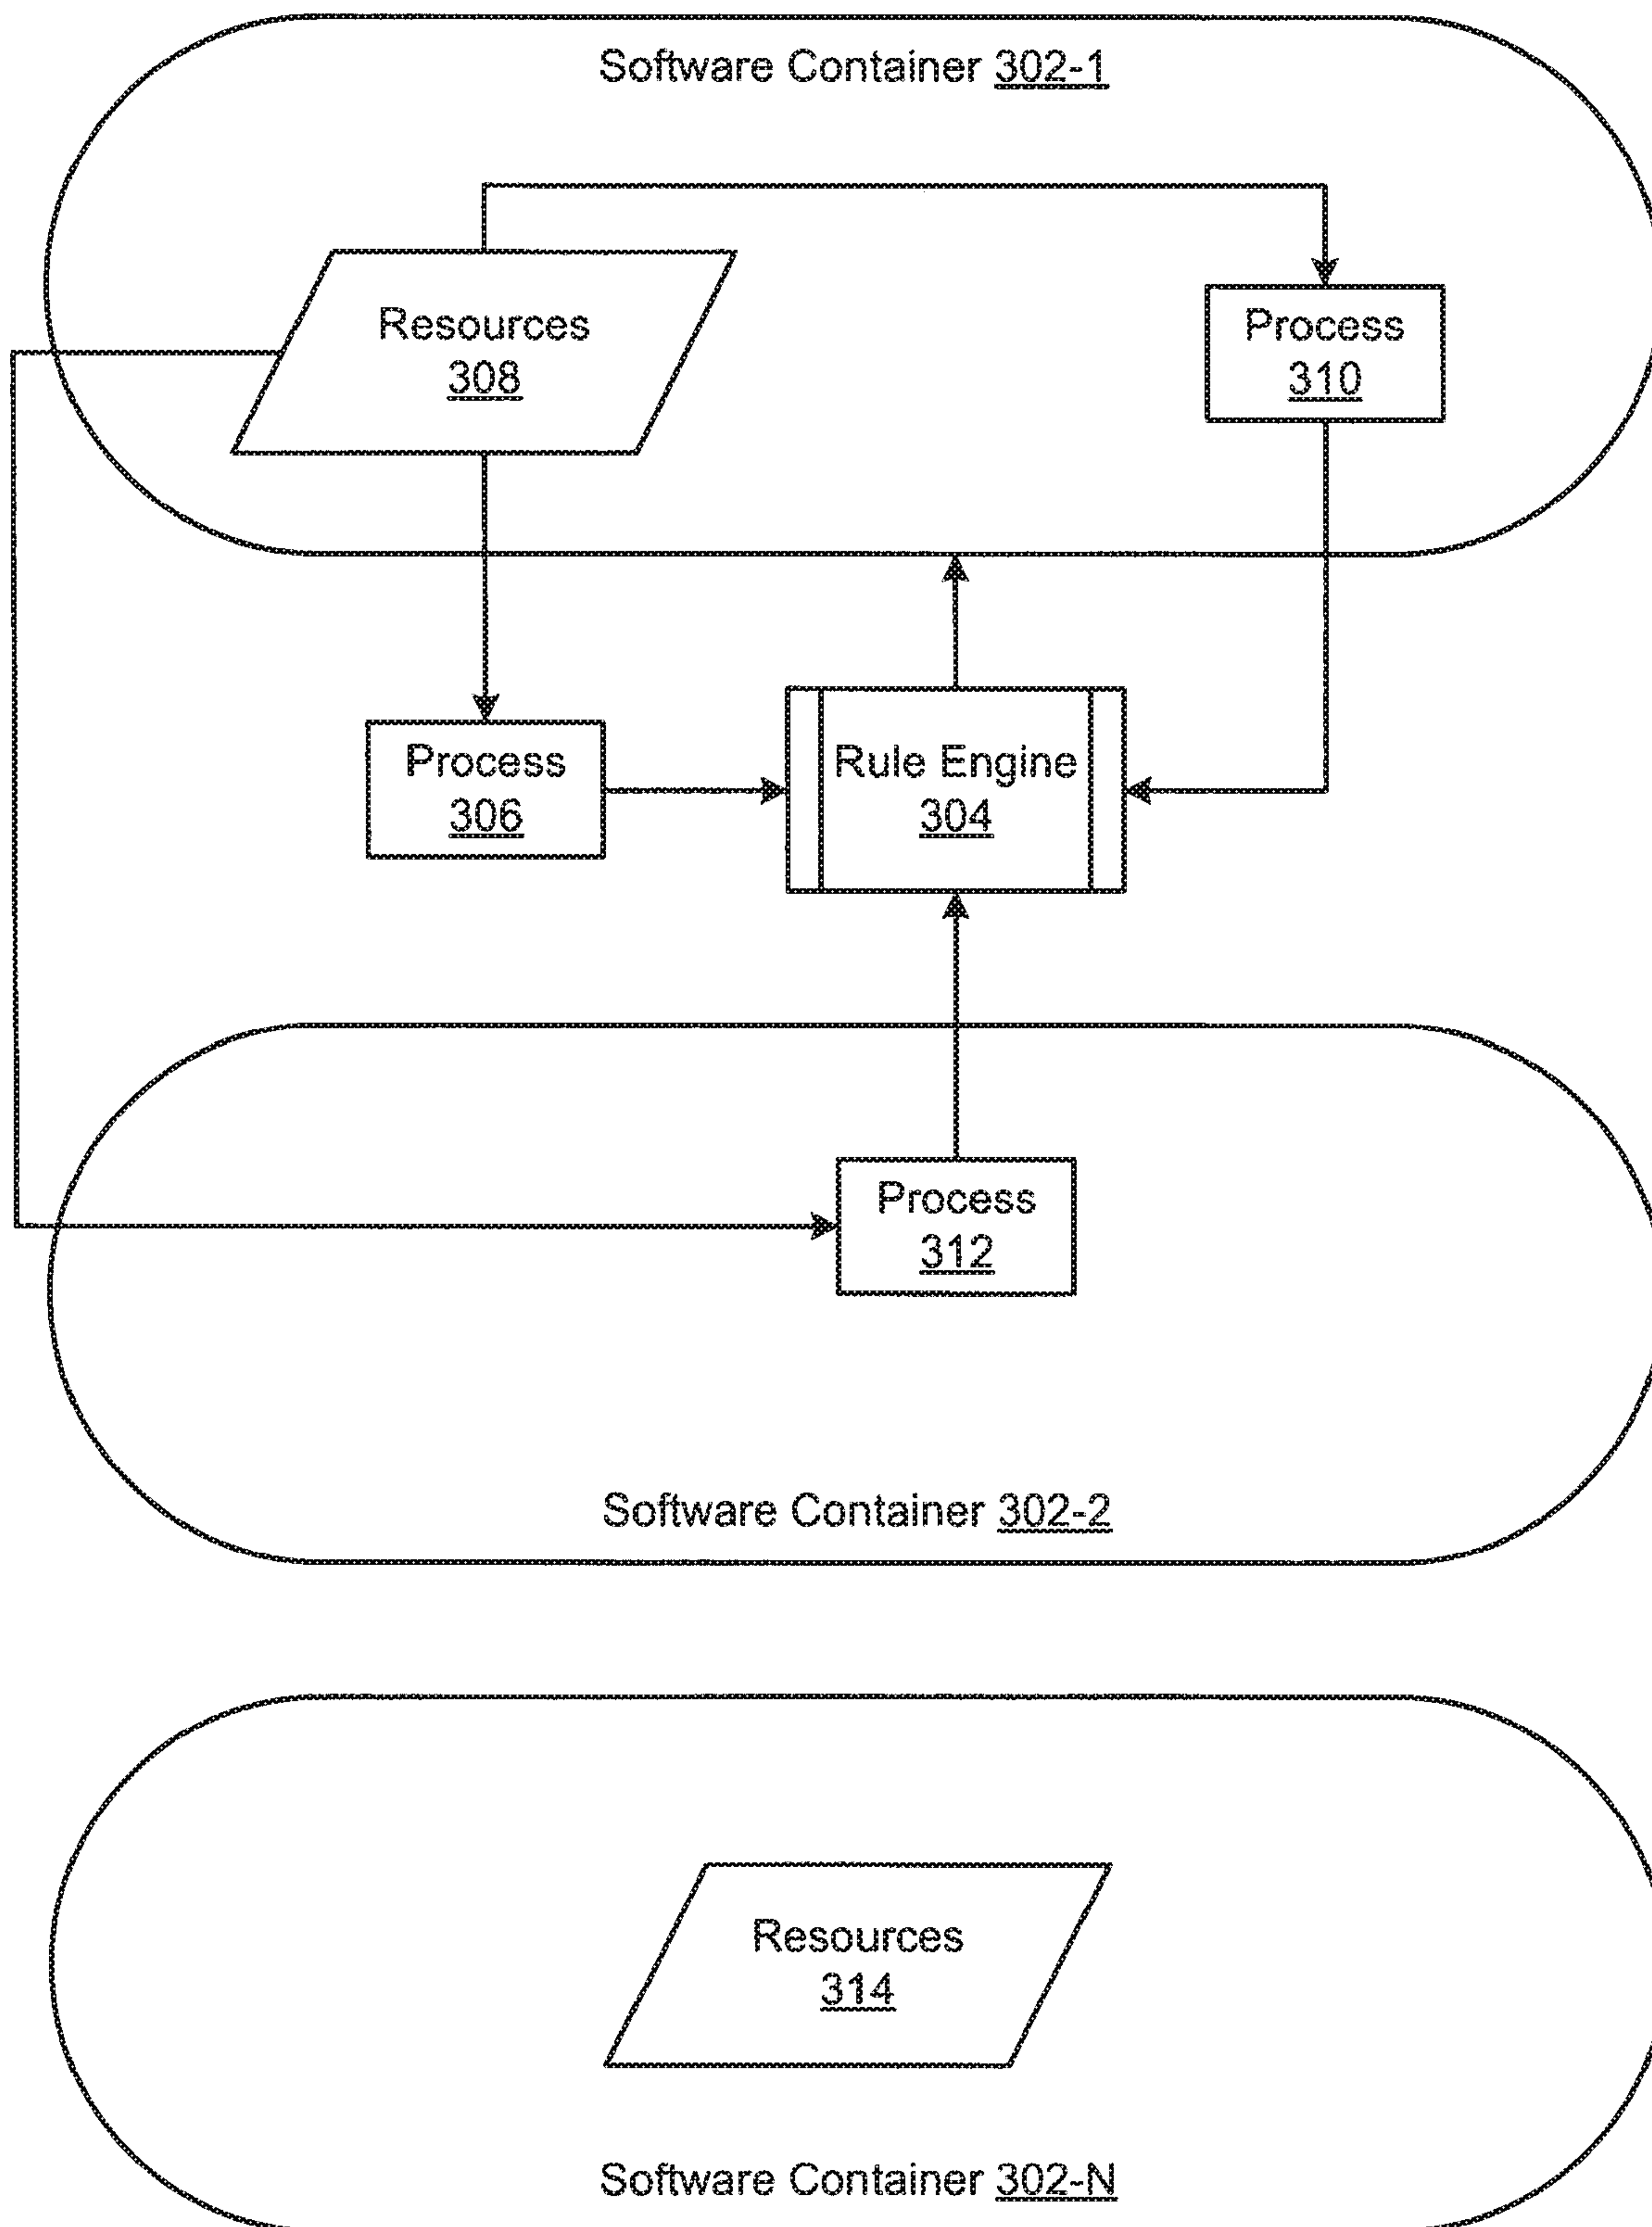 Software Container 302-1
Resources
308
Process
310
Process
306
Rule Engine
304
Process
312
Software Container 302-2
Resources
314
Software Container 302-N